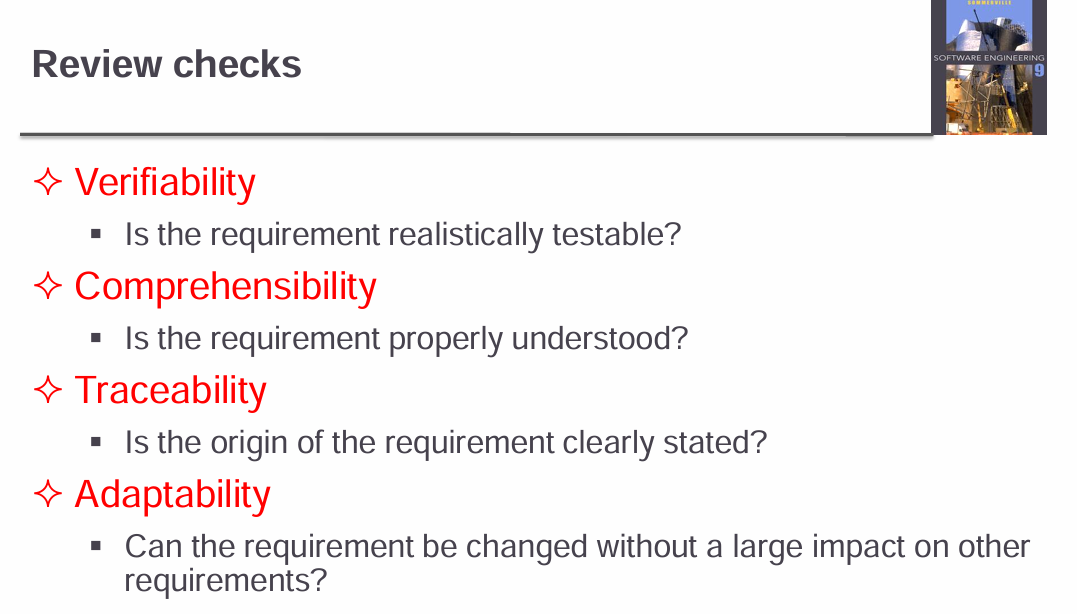 Review checks
SOMMERVILLE
SOFTWARE ENGINEERING
9
✧ Verifiability
▪ Is the requirement realistically testable?
✧ Comprehensibility
▪ Is the requirement properly understood?
✧ Traceability
▪ Is the origin of the requirement clearly stated?
✧ Adaptability
▪ Can the requirement be changed without a large impact on other
requirements?